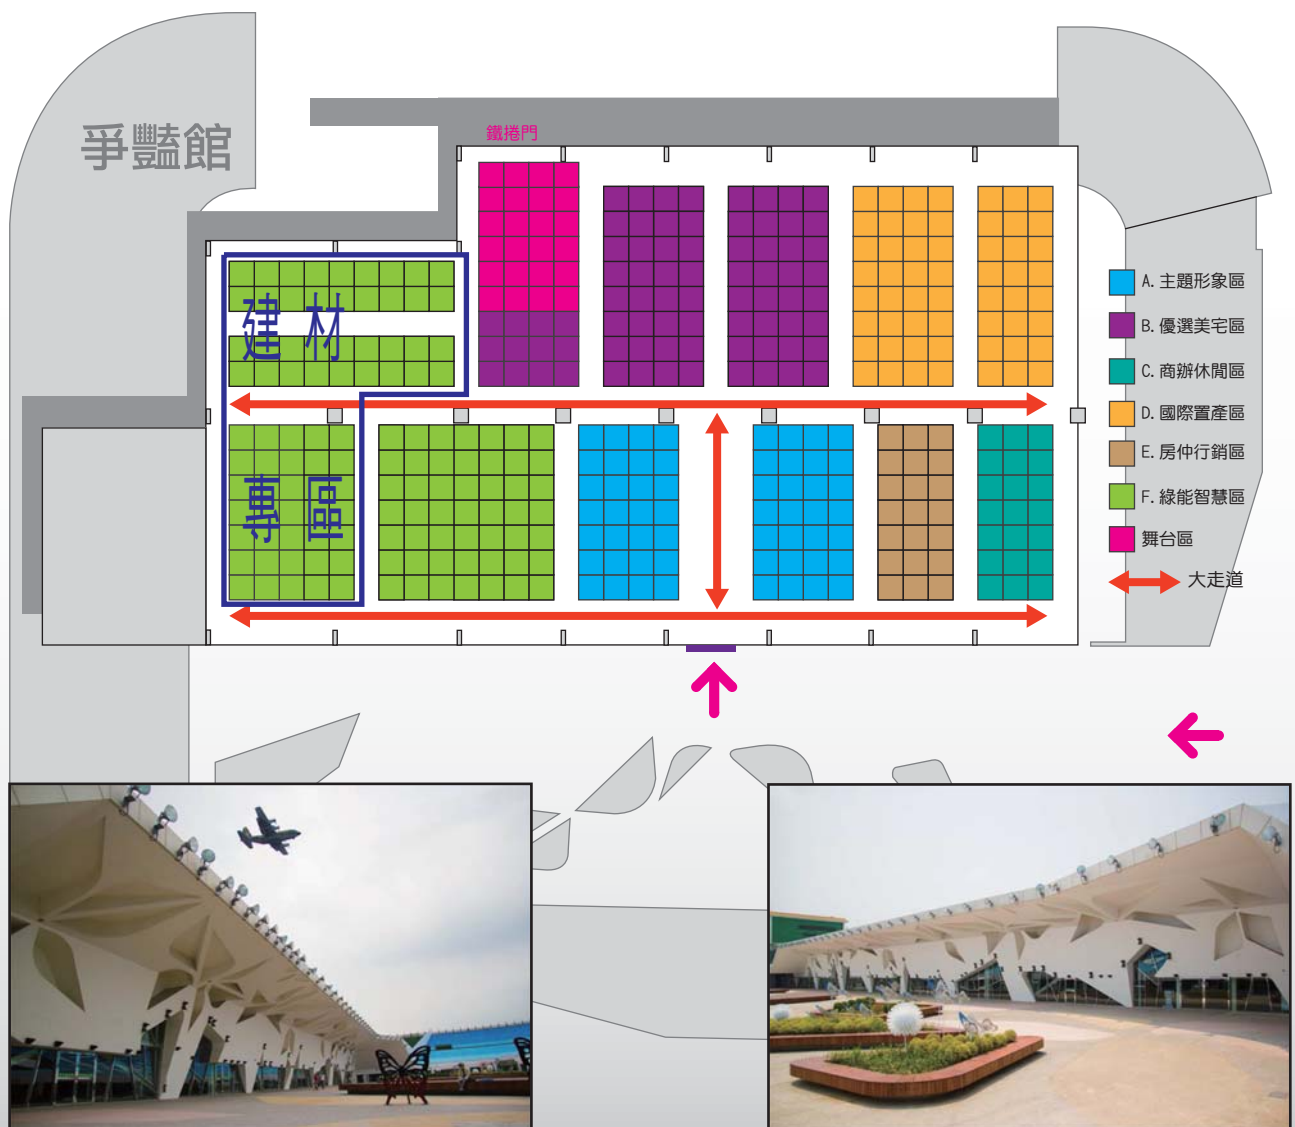 爭豔館
鐵捲門
建材
專區
A. 主題形象區
B. 優選美宅區
C. 商辦休閒區
D. 國際置產區
E. 房仲行銷區
F. 綠能智慧區
舞台區
大走道